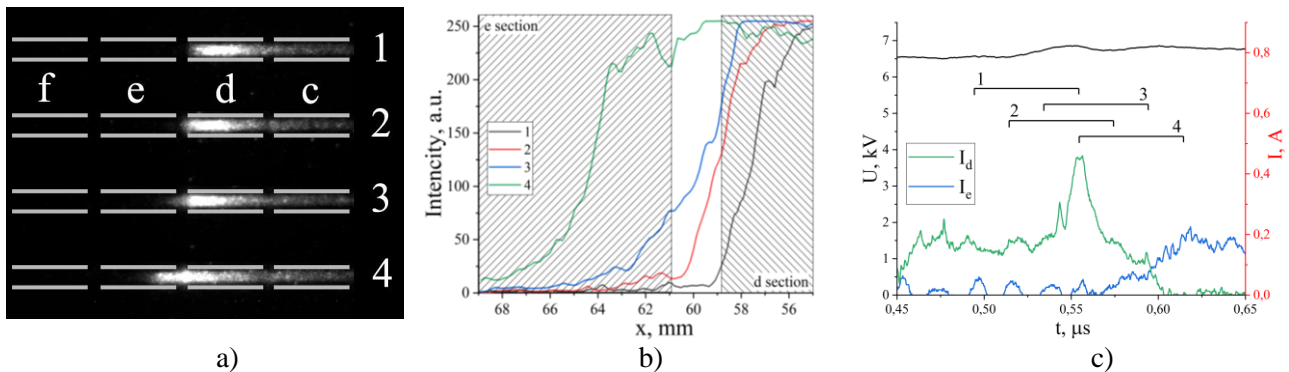 1
f e d c
2
3
4
a)
250
200
150
100
50
0
Intencity, a.u.
e section
1
2
3
4
d section
68 66 64 62 60 58 56
x, mm
b)
7
6
5
4
3
2
1
0
U, kV
1
3
2
4
I_d
I_e
0,8
0,6
0,4
0,2
0,0
I, A
0,45 0,50 0,55 0,60 0,65
t, μs
c)